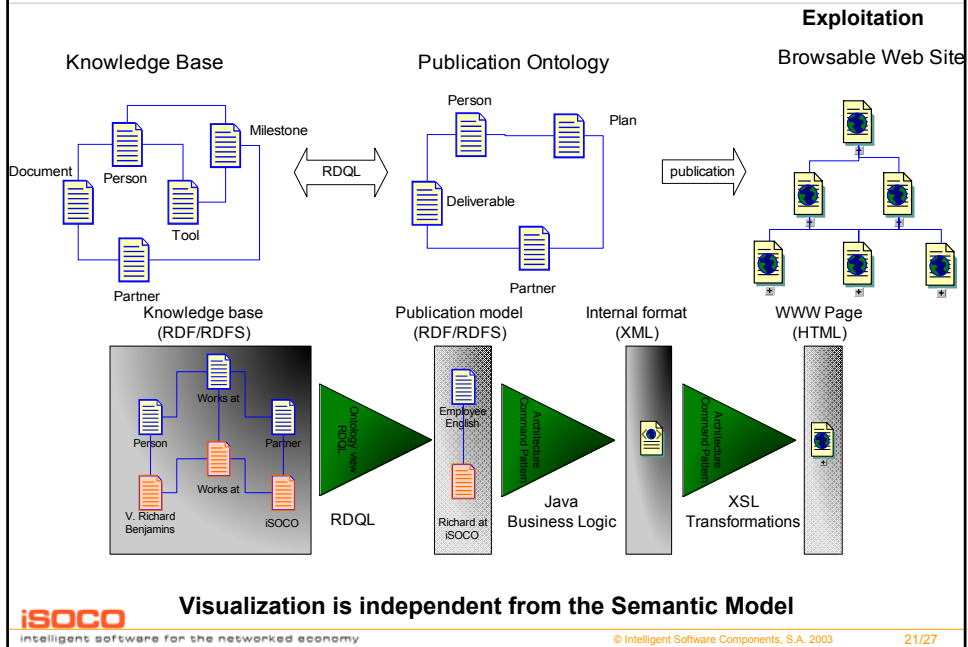 Exploitation
Knowledge Base
Publication Ontology
Browsable Web Site
Document
Person
Milestone
Tool
Partner
RDQL
Person
Plan
Deliverable
Partner
publication
Knowledge base
(RDF/RDFS)
Publication model
(RDF/RDFS)
Internal format
(XML)
WWW Page
(HTML)
Works at
Person
Partner
Works at
V. Richard
Benjamins
iSOCO
Ontology view
RDQL
RDQL
Employee
English
Richard at
iSOCO
Architecture
Command Pattern
Java
Business Logic
Architecture
Command Pattern
XSL
Transformations
Visualization is independent from the Semantic Model
iSOCO
intelligent software for the networked economy
© Intelligent Software Components, S.A. 2003
21/27